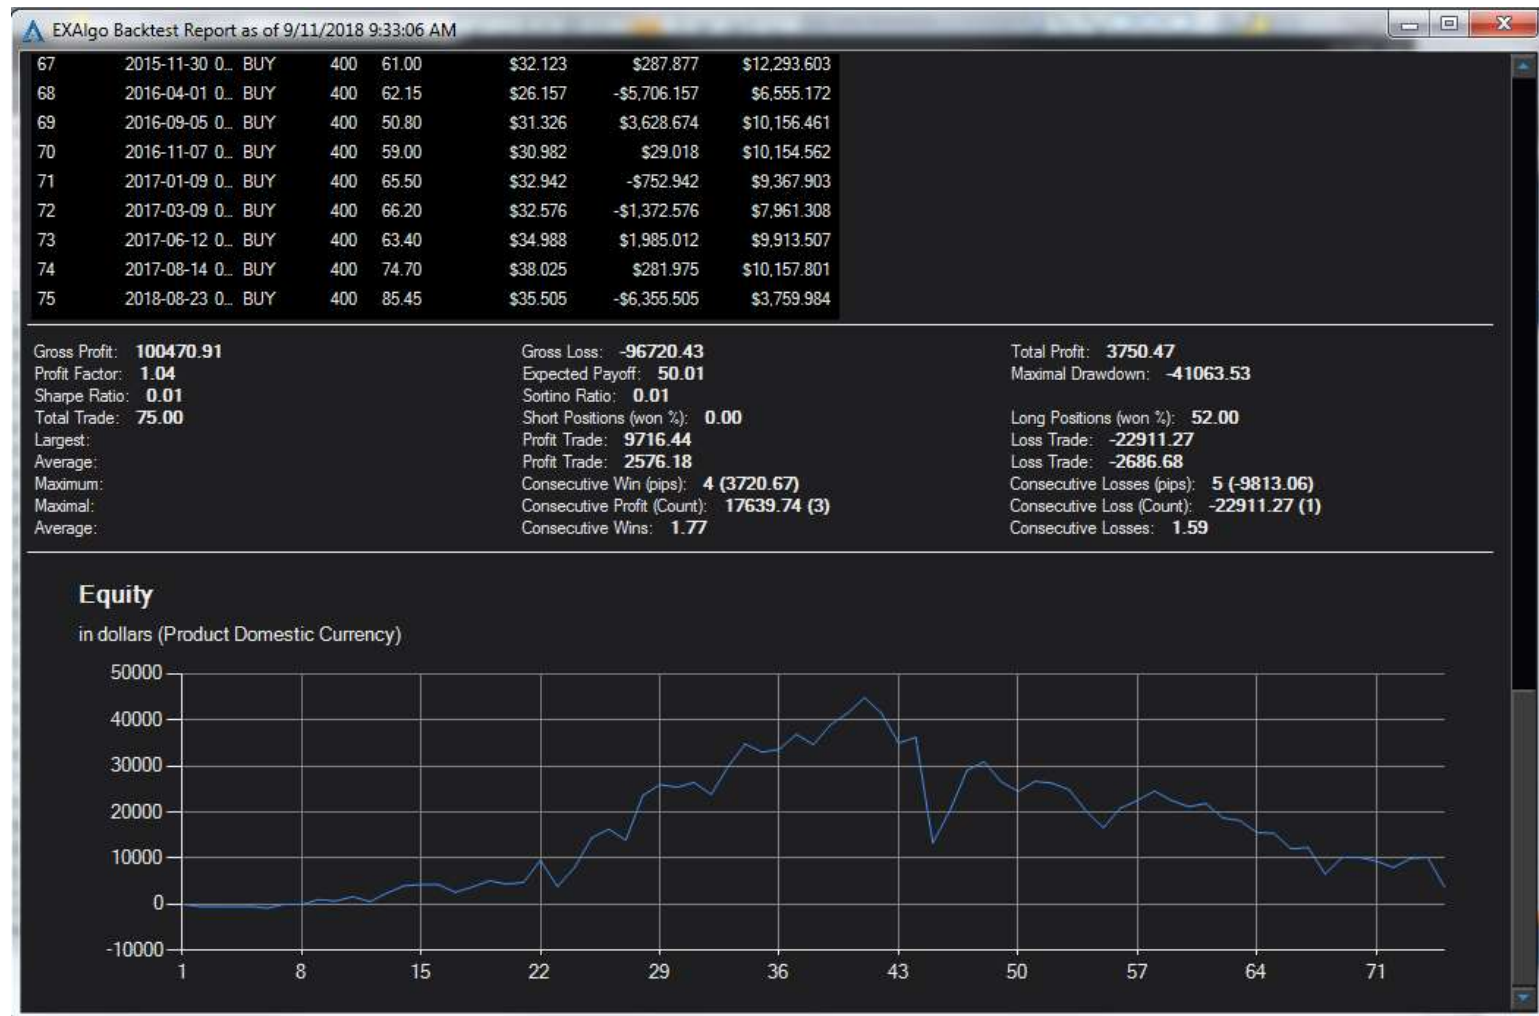 EXAlgo Backtest Report as of 9/11/2018 9:33:06 AM
67 2015-11-30 0... BUY 400 61.00 $32.123 $287.877 $12,293.603
68 2016-04-01 0... BUY 400 62.15 $26.157 -$5,706.157 $6,555.172
69 2016-09-05 0... BUY 400 50.80 $31.326 $3,628.674 $10,156.461
70 2016-11-07 0... BUY 400 59.00 $30.982 $29.018 $10,154.562
71 2017-01-09 0... BUY 400 65.50 $32.942 -$752.942 $9,367.903
72 2017-03-09 0... BUY 400 66.20 $32.576 -$1,372.576 $7,961.308
73 2017-06-12 0... BUY 400 63.40 $34.988 $1,985.012 $9,913.507
74 2017-08-14 0... BUY 400 74.70 $38.025 $281.975 $10,157.801
75 2018-08-23 0... BUY 400 85.45 $35.505 -$6,355.505 $3,759.984
Gross Profit: 100470.91 Gross Loss: -96720.43 Total Profit: 3750.47
Profit Factor: 1.04 Expected Payoff: 50.01 Maximal Drawdown: -41063.53
Sharpe Ratio: 0.01 Sortino Ratio: 0.01
Total Trade: 75.00 Short Positions (won %): 0.00 Long Positions (won %): 52.00
Largest: Profit Trade: 9716.44 Loss Trade: -22911.27
Average: Profit Trade: 2576.18 Loss Trade: -2686.68
Maximum: Consecutive Win (pips): 4 (3720.67) Consecutive Losses (pips): 5 (-9813.06)
Maximal: Consecutive Profit (Count): 17639.74 (3) Consecutive Loss (Count): -22911.27 (1)
Average: Consecutive Wins: 1.77 Consecutive Losses: 1.59
Equity
in dollars (Product Domestic Currency)
50000
40000
30000
20000
10000
0
-10000
1 8 15 22 29 36 43 50 57 64 71